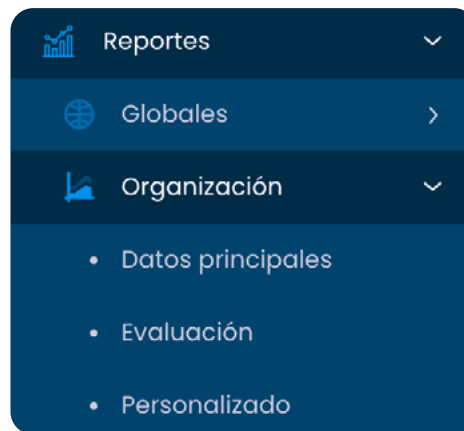 Reportes
Globales
Organización
• Datos principales
• Evaluación
• Personalizado